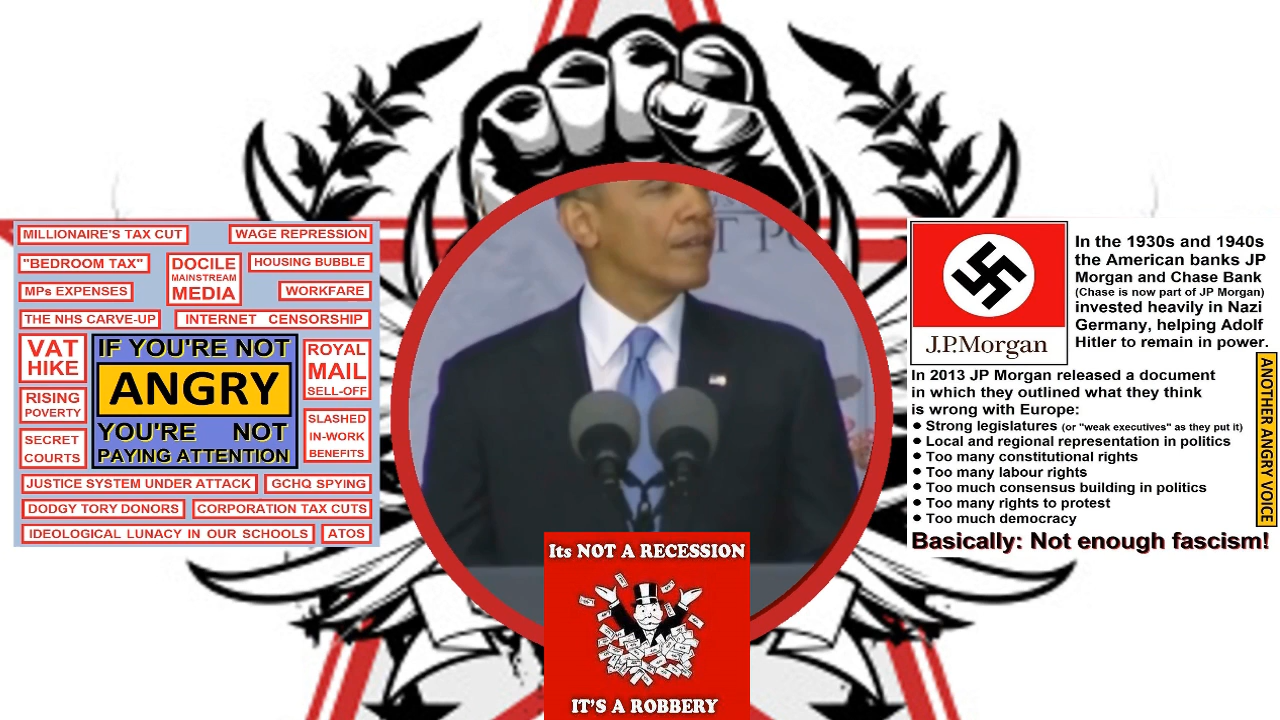 MILLIONAIRE'S TAX CUT
WAGE REPRESSION
"BEDROOM TAX"
DOCILE
MAINSTREAM
MEDIA
HOUSING BUBBLE
MPs EXPENSES
WORKFARE
THE NHS CARVE-UP
INTERNET CENSORSHIP
VAT
HIKE
IF YOU'RE NOT
ANGRY
YOU'RE NOT
PAYING ATTENTION
ROYAL
MAIL
SELL-OFF
RISING
POVERTY
SLASHED
IN-WORK
BENEFITS
SECRET
COURTS
JUSTICE SYSTEM UNDER ATTACK
GCHQ SPYING
DODGY TORY DONORS
CORPORATION TAX CUTS
IDEOLOGICAL LUNACY IN OUR SCHOOLS
ATOS
Its NOT A RECESSION
IT'S A ROBBERY
J.P.Morgan
In the 1930s and 1940s
the American banks JP
Morgan and Chase Bank
(Chase is now part of JP Morgan)
invested heavily in Nazi
Germany, helping Adolf
Hitler to remain in power.
In 2013 JP Morgan released a document
in which they outlined what they think
is wrong with Europe:
● Strong legislatures (or "weak executives" as they put it)
● Local and regional representation in politics
● Too many constitutional rights
● Too many labour rights
● Too much consensus building in politics
● Too many rights to protest
● Too much democracy
Basically: Not enough fascism!
ANOTHER ANGRY VOICE